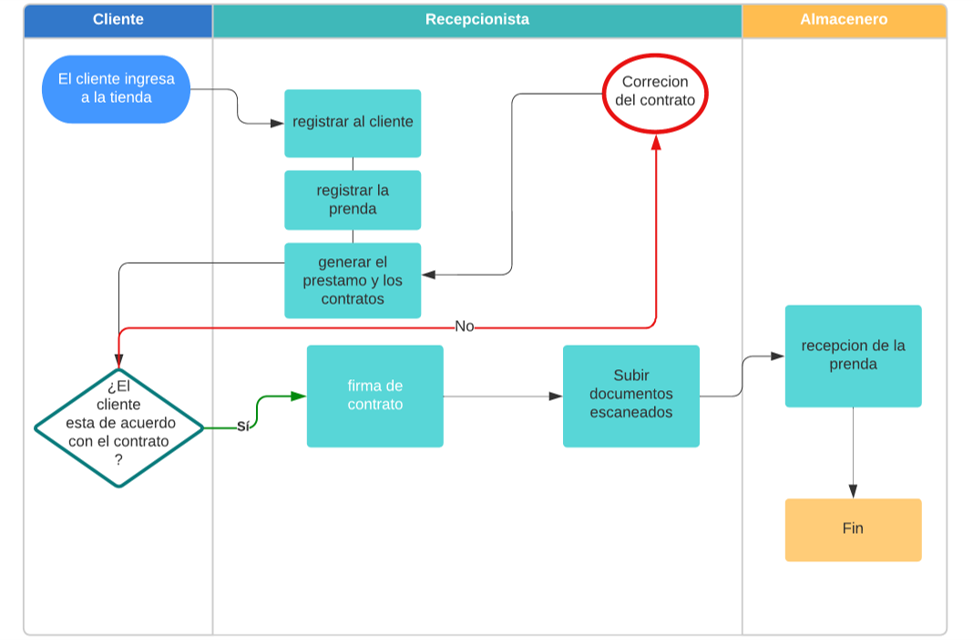 Cliente
Recepcionista
Almacenero
El cliente ingresa
a la tienda
registrar al cliente
registrar la
prenda
generar el
prestamo y los
contratos
Correcion
del contrato
No
¿El
cliente
esta de acuerdo
con el contrato
?
Sí
firma de
contrato
Subir
documentos
escaneados
recepcion de la
prenda
Fin